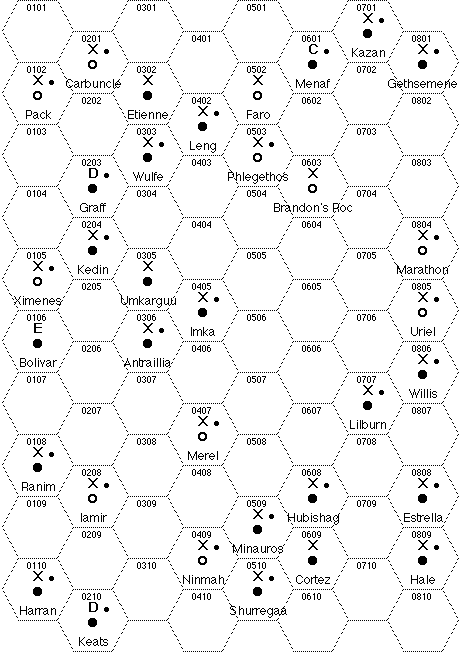 0101
0102
X
Pack
0103
0104
0105
X
Ximenes
0106
E
Bolivar
0107
0108
X
Ranim
0109
0110
X
Harran
0201
X
Carbuncle
0202
0203
D
Graff
0204
X
Kedin
0205
0206
0207
0208
X
Iamir
0209
0210
D
Keats
0301
0302
X
Etienne
0303
X
Wulfe
0304
0305
X
Umkarguu
0306
X
Antraillia
0307
0308
0309
0310
0401
0402
X
Leng
0403
0404
0405
X
Imka
0406
0407
X
Merel
0408
0409
X
Ninmah
0410
0501
0502
X
Faro
0503
X
Phlegethos
0504
0505
0506
0507
0508
0509
X
Minauros
0510
X
Shurregaa
0601
C
Menaf
0602
0603
X
Brandon's Roc
0604
0605
0606
0607
0608
X
Hubishag
0609
X
Cortez
0610
0701
X
Kazan
0702
0703
0704
0705
0706
0707
X
Lilburn
0708
0709
0710
0801
X
Gethsemene
0802
0803
0804
X
Marathon
0805
X
Uriel
0806
X
Willis
0807
0808
X
Estrella
0809
X
Hale
0810